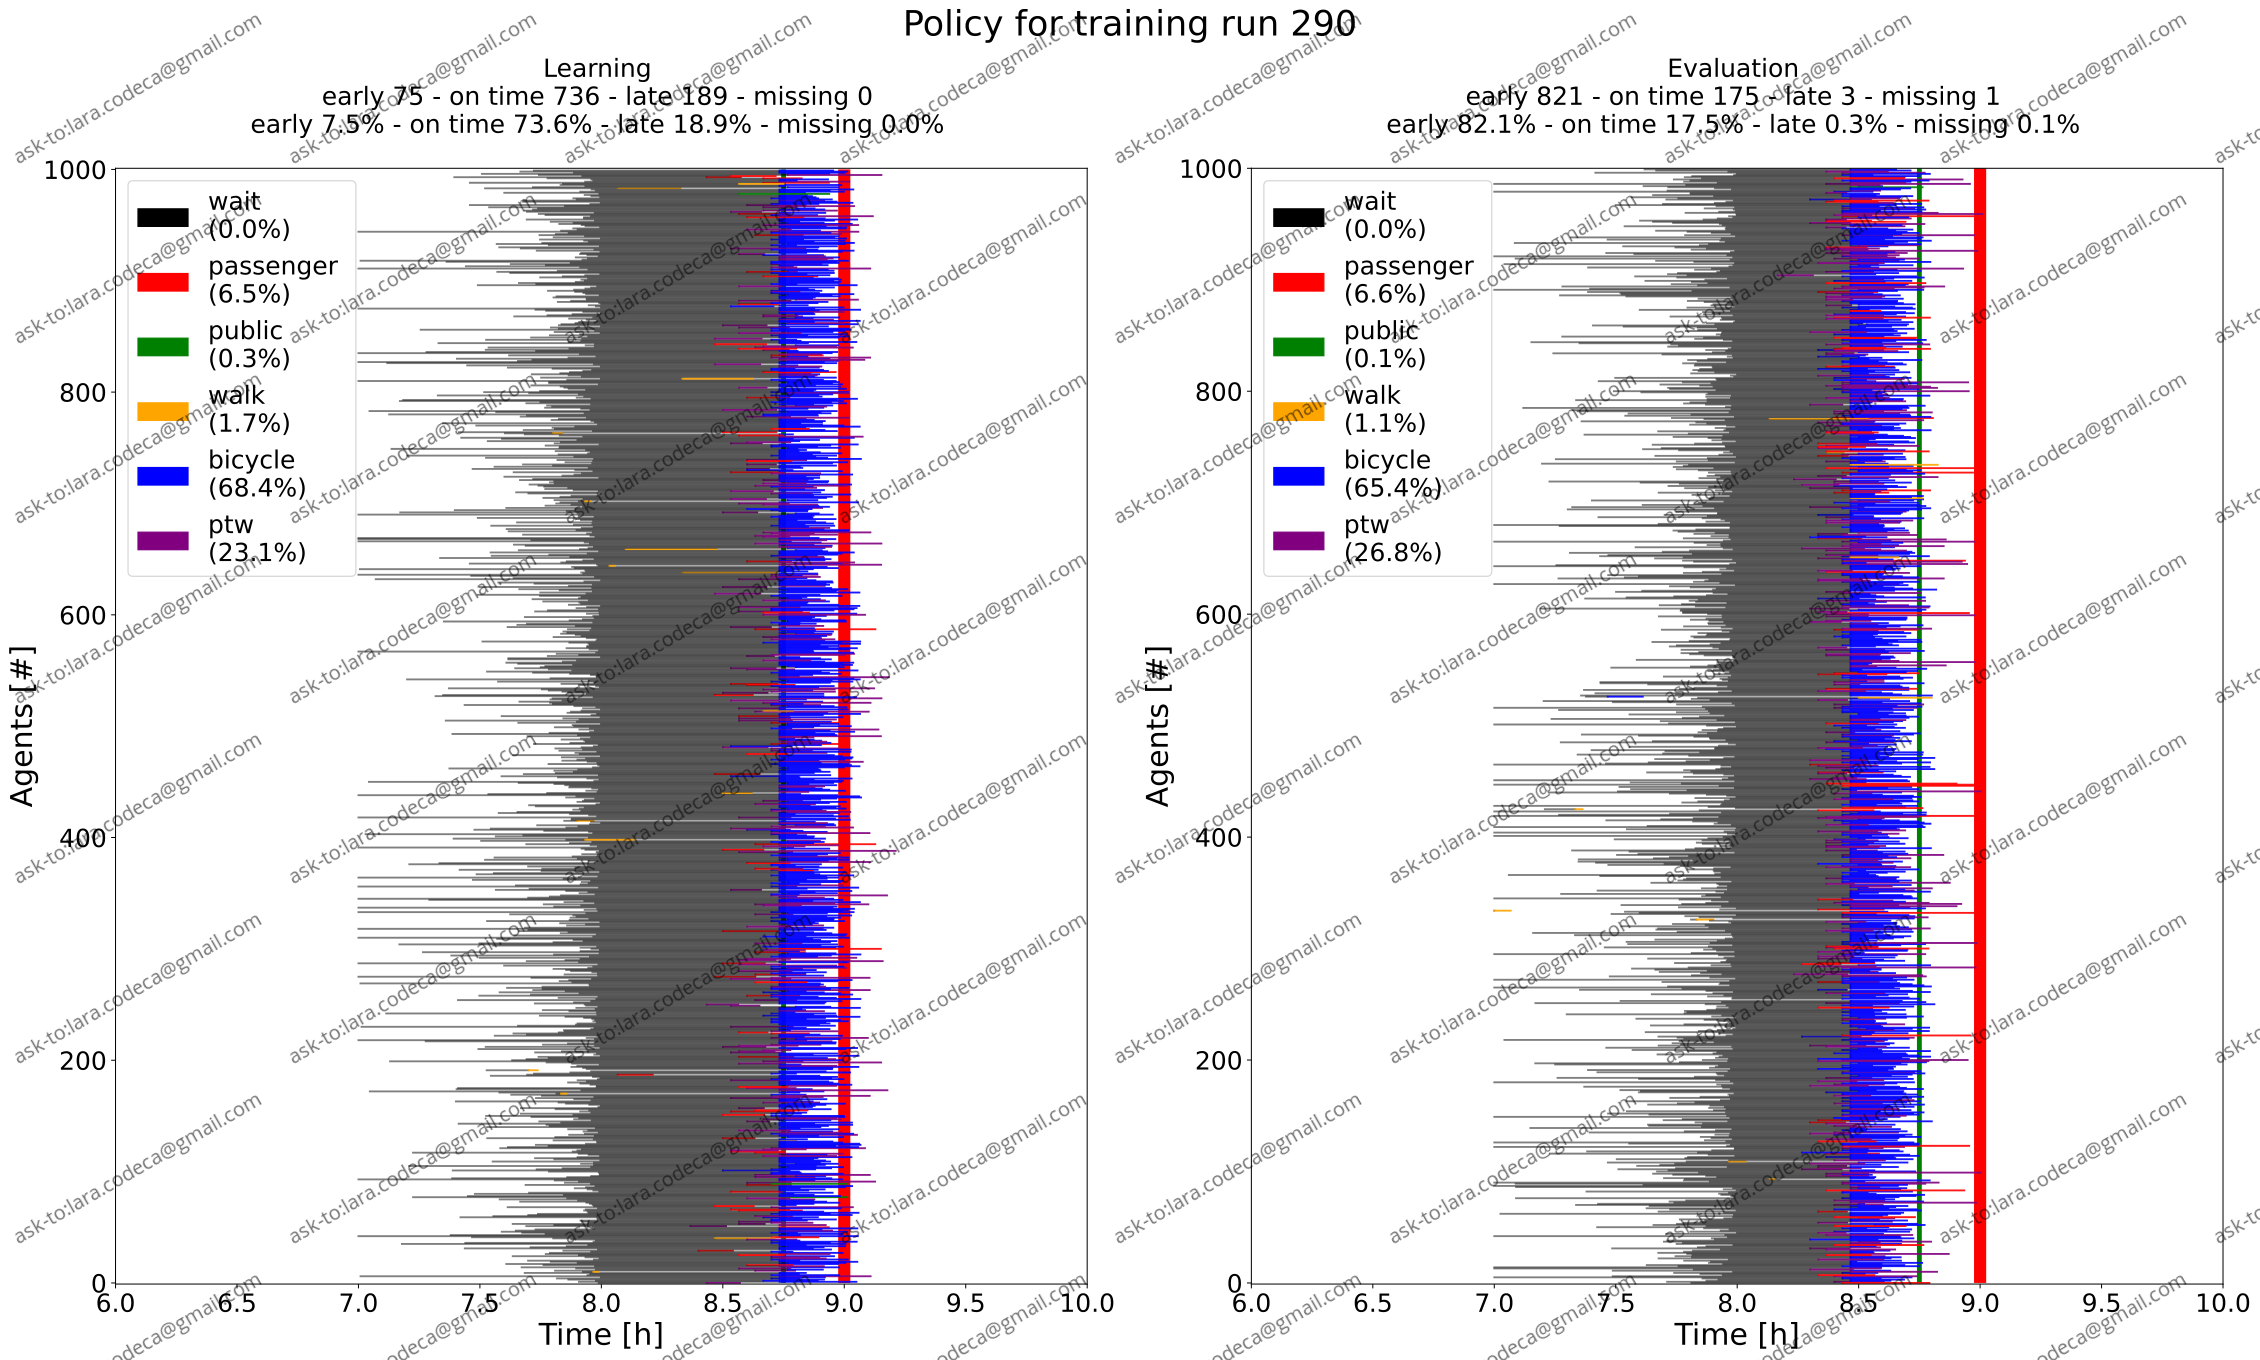 Policy for training run 290
Learning
early 75 - on time 736 - late 189 - missing 0
early 7.5% - on time 73.6% - late 18.9% - missing 0.0%
1000
800
600
400
200
0
Agents [#]
wait
(0.0%)
passenger
(6.5%)
public
(0.3%)
walk
(1.7%)
bicycle
(68.4%)
ptw
(23.1%)
6.0 6.5 7.0 7.5 8.0 8.5 9.0 9.5 10.0
Time [h]
Evaluation
early 821 - on time 175 - late 3 - missing 1
early 82.1% - on time 17.5% - late 0.3% - missing 0.1%
1000
800
600
400
200
0
Agents [#]
wait
(0.0%)
passenger
(6.6%)
public
(0.1%)
walk
(1.1%)
bicycle
(65.4%)
ptw
(26.8%)
6.0 6.5 7.0 7.5 8.0 8.5 9.0 9.5 10.0
Time [h]
ask-to:lara.codeca@gmail.com